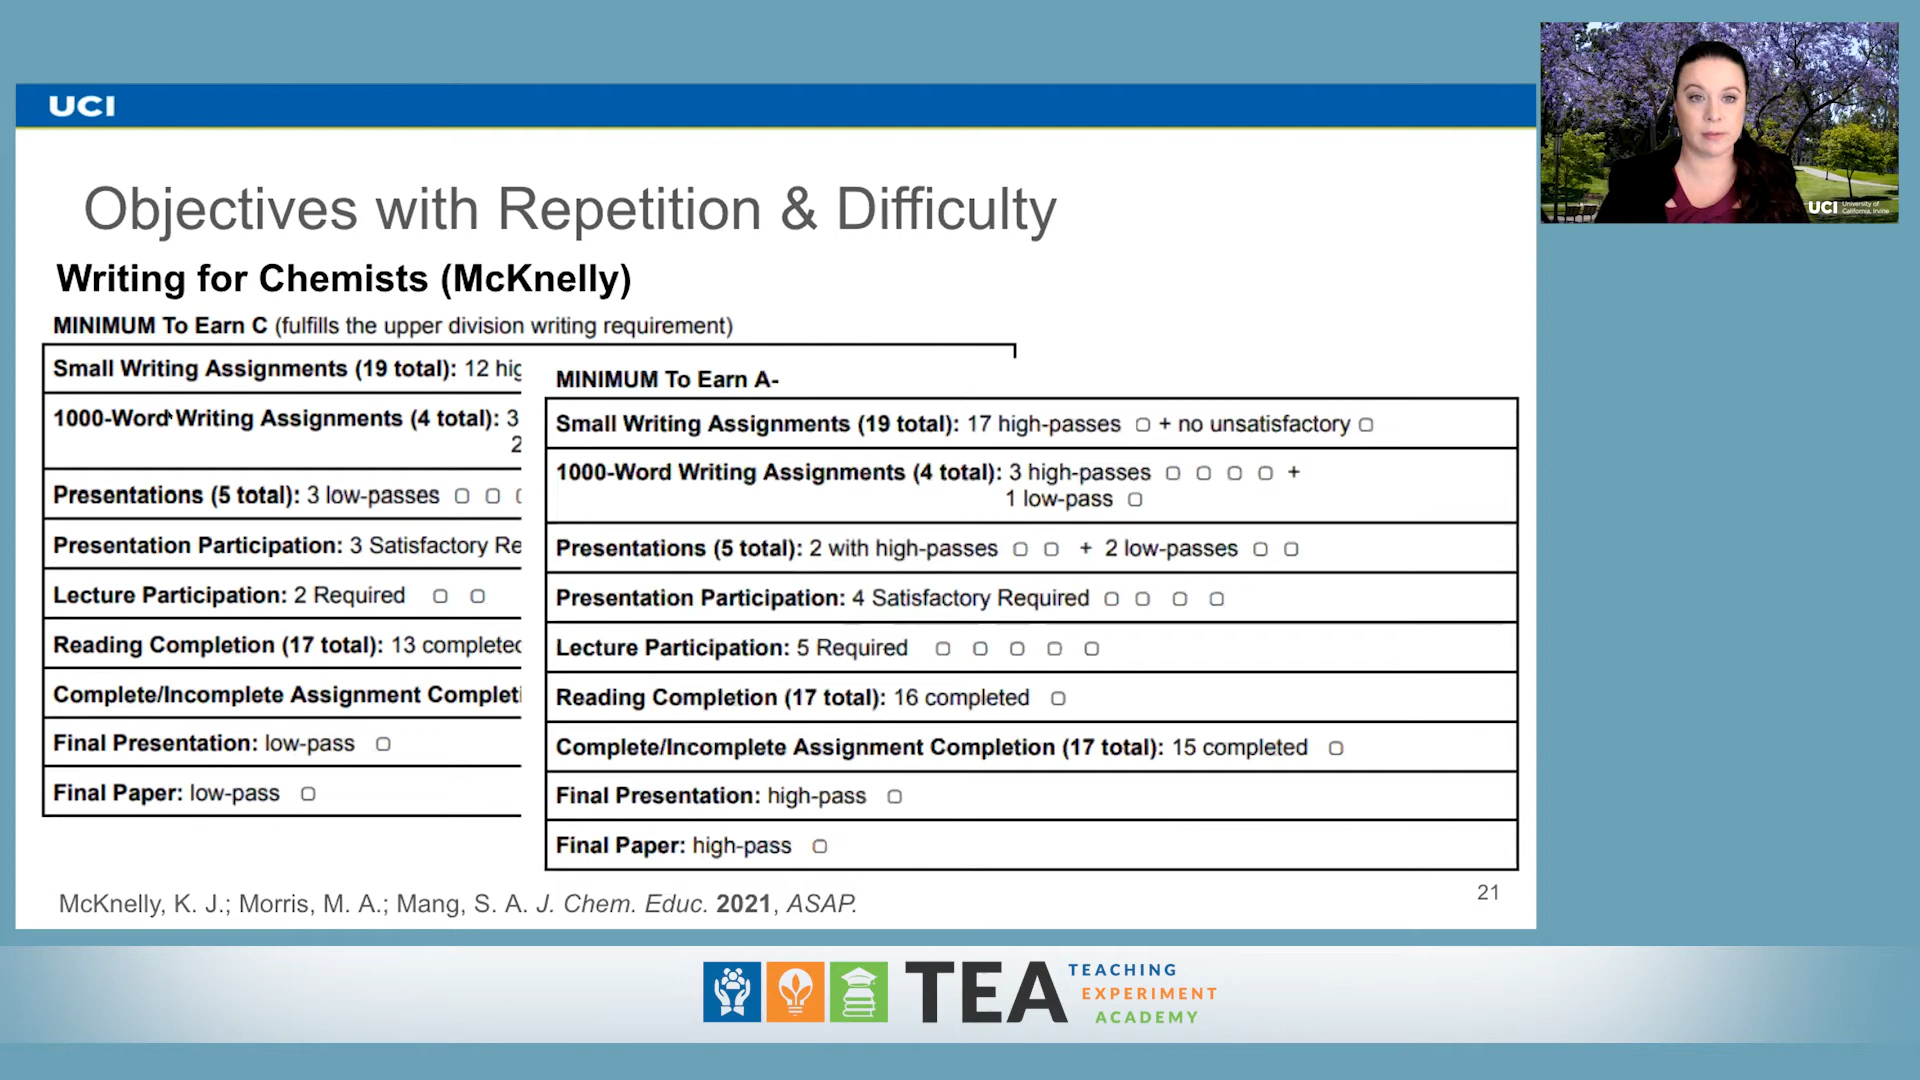 UCI
UCI University of California, Irvine
Objectives with Repetition & Difficulty
Writing for Chemists (McKnelly)
MINIMUM To Earn C (fulfills the upper division writing requirement)
Small Writing Assignments (19 total): 12
1000-Word Writing Assignments (4 total): 3
2
Presentations (5 total): 3 low-passes
Presentation Participation: 3 Satisfactory Re
Lecture Participation: 2 Required
Reading Completion (17 total): 13 completed
Complete/Incomplete Assignment Completi
Final Presentation: low-pass
Final Paper: low-pass
MINIMUM To Earn A-
Small Writing Assignments (19 total): 17 high-passes ▢ + no unsatisfactory ▢
1000-Word Writing Assignments (4 total): 3 high-passes ▢ ▢ ▢ ▢ +
1 low-pass ▢
Presentations (5 total): 2 with high-passes ▢ ▢ + 2 low-passes ▢ ▢
Presentation Participation: 4 Satisfactory Required ▢ ▢ ▢ ▢
Lecture Participation: 5 Required ▢ ▢ ▢ ▢ ▢
Reading Completion (17 total): 16 completed ▢
Complete/Incomplete Assignment Completion (17 total): 15 completed ▢
Final Presentation: high-pass ▢
Final Paper: high-pass ▢
McKnelly, K. J.; Morris, M. A.; Mang, S. A. J. Chem. Educ. 2021, ASAP.
21
TEA TEACHING
EXPERIMENT
ACADEMY